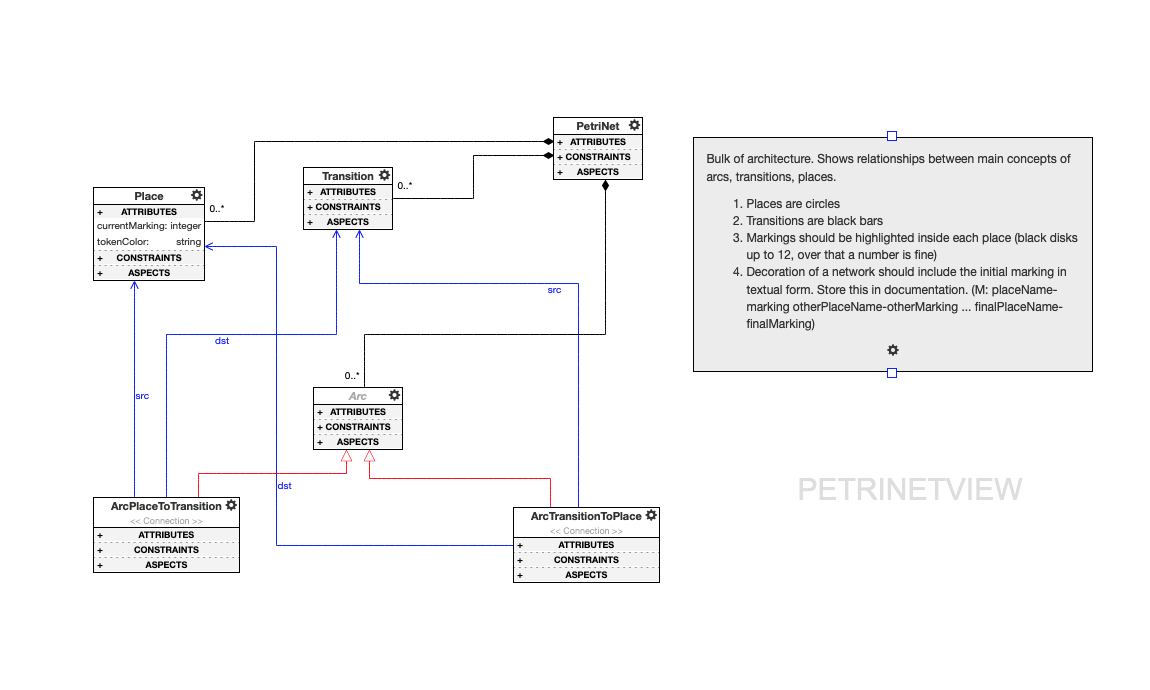 PetriNet
+ ATTRIBUTES
+ CONSTRAINTS
+ ASPECTS
Transition
+ ATTRIBUTES
+ CONSTRAINTS
+ ASPECTS
0..*
Place
+ ATTRIBUTES
currentMarking: integer
tokenColor: string
+ CONSTRAINTS
+ ASPECTS
0..*
Bulk of architecture. Shows relationships between main concepts of
arcs, transitions, places.
1. Places are circles
2. Transitions are black bars
3. Markings should be highlighted inside each place (black disks
up to 12, over that a number is fine)
4. Decoration of a network should include the initial marking in
textual form. Store this in documentation. (M: placeName-
marking otherPlaceName-otherMarking ... finalPlaceName-
finalMarking)
src
dst
0..*
src
Arc
+ ATTRIBUTES
+ CONSTRAINTS
+ ASPECTS
dst
PETRINETVIEW
ArcPlaceToTransition
<< Connection >>
+ ATTRIBUTES
+ CONSTRAINTS
+ ASPECTS
ArcTransitionToPlace
<< Connection >>
+ ATTRIBUTES
+ CONSTRAINTS
+ ASPECTS